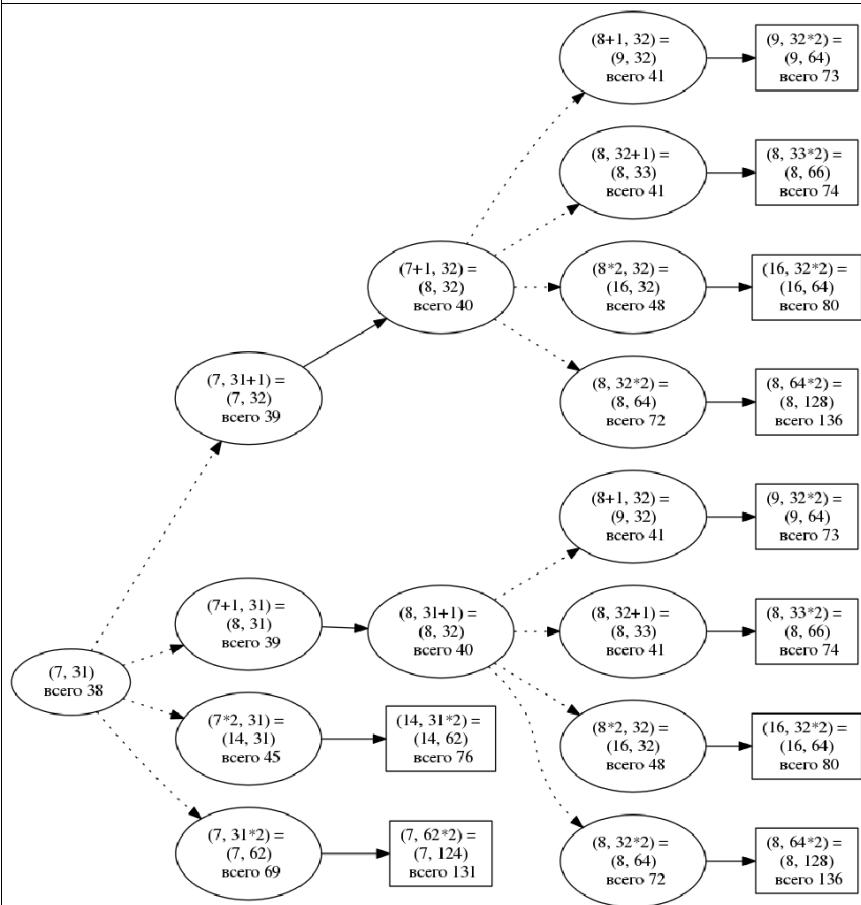 (8+1, 32) =
(9, 32)
всего 41
(9, 32*2) =
(9, 64)
всего 73
(8, 32+1) =
(8, 33)
всего 41
(8, 33*2) =
(8, 66)
всего 74
(7+1, 32) =
(8, 32)
всего 40
(8*2, 32) =
(16, 32)
всего 48
(16, 32*2) =
(16, 64)
всего 80
(7, 31+1) =
(7, 32)
всего 39
(8, 32*2) =
(8, 64)
всего 72
(8, 64*2) =
(8, 128)
всего 136
(8+1, 32) =
(9, 32)
всего 41
(9, 32*2) =
(9, 64)
всего 73
(7+1, 31) =
(8, 31)
всего 39
(8, 31+1) =
(8, 32)
всего 40
(8, 32+1) =
(8, 33)
всего 41
(8, 33*2) =
(8, 66)
всего 74
(7, 31)
всего 38
(7*2, 31) =
(14, 31)
всего 45
(14, 31*2) =
(14, 62)
всего 76
(8*2, 32) =
(16, 32)
всего 48
(16, 32*2) =
(16, 64)
всего 80
(7, 31*2) =
(7, 62)
всего 69
(7, 62*2) =
(7, 124)
всего 131
(8, 32*2) =
(8, 64)
всего 72
(8, 64*2) =
(8, 128)
всего 136